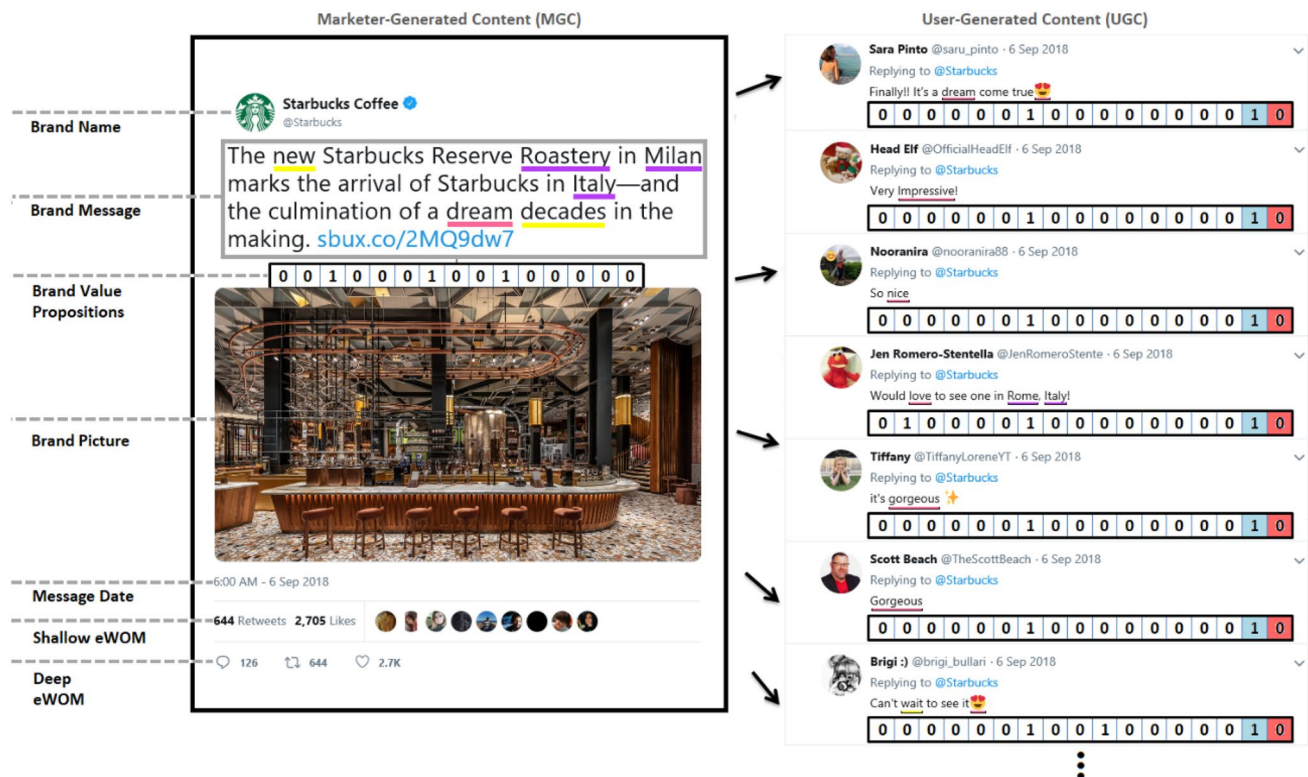 Marketer-Generated Content (MGC)
Brand Name
Brand Message
Brand Value
Propositions
Brand Picture
Message Date
Shallow eWOM
Deep
eWOM
Starbucks Coffee
@Starbucks
The new Starbucks Reserve Roastery in Milan
marks the arrival of Starbucks in Italy—and
the culmination of a dream decades in the
making. sbux.co/2MQ9dw7
0 0 1 0 0 0 1 0 0 1 0 0 0 0 0
6:00 AM - 6 Sep 2018
644 Retweets 2,705 Likes
126 644 2.7K
User-Generated Content (UGC)
Sara Pinto @saru_pinto · 6 Sep 2018
Replying to @Starbucks
Finally!! It's a dream come true😍
0 0 0 0 0 0 1 0 0 0 0 0 0 0 0 1 0
Head Elf @OfficialHeadElf · 6 Sep 2018
Replying to @Starbucks
Very Impressive!
0 0 0 0 0 0 1 0 0 0 0 0 0 0 0 1 0
Nooranira @nooranira88 · 6 Sep 2018
Replying to @Starbucks
So nice
0 0 0 0 0 0 1 0 0 0 0 0 0 0 0 1 0
Jen Romero-Stentella @JenRomeroStente · 6 Sep 2018
Replying to @Starbucks
Would love to see one in Rome, Italy!
0 1 0 0 0 0 1 0 0 0 0 0 0 0 0 1 0
Tiffany @TiffanyLoreneYT · 6 Sep 2018
Replying to @Starbucks
it's gorgeous ✨
0 0 0 0 0 0 1 0 0 0 0 0 0 0 0 1 0
Scott Beach @TheScottBeach · 6 Sep 2018
Replying to @Starbucks
Gorgeous
0 0 0 0 0 0 1 0 0 0 0 0 0 0 0 1 0
Brigi :) @brigi_bullari · 6 Sep 2018
Replying to @Starbucks
Can't wait to see it😍
0 0 0 0 0 0 1 0 0 1 0 0 0 0 0 1 0